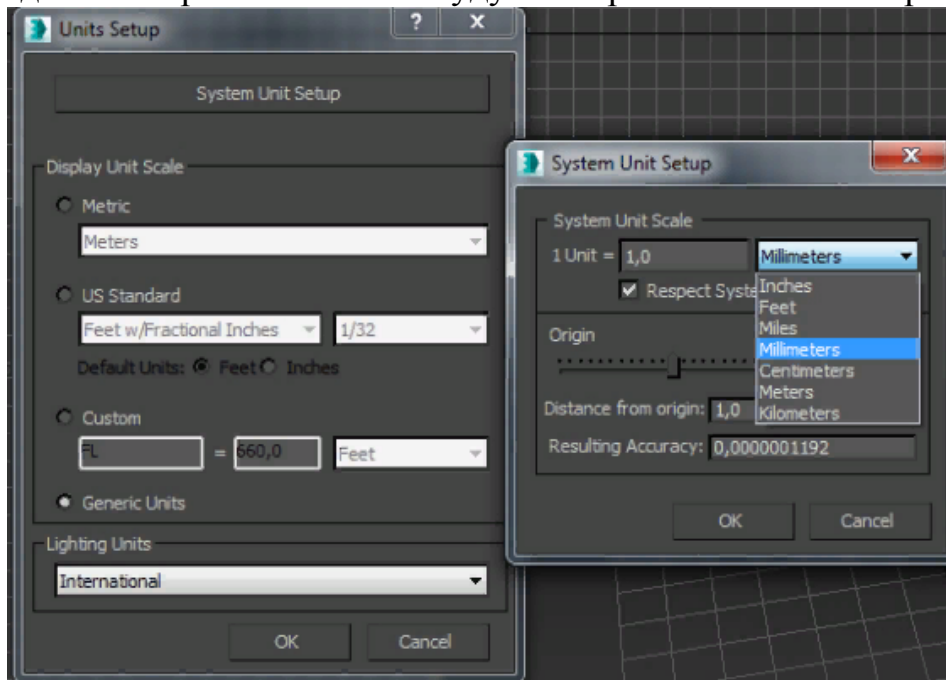 Units Setup
? X
System Unit Setup
Display Unit Scale
Metric
Meters
US Standard
Feet w/Fractional Inches 1/32
Default Units: Feet Inches
Custom
FL = 660,0 Feet
Generic Units
Lighting Units
International
OK Cancel
System Unit Setup
X
System Unit Scale
1 Unit = 1,0 Millimeters
Respect
Inches
Feet
Miles
Millimeters
Centimeters
Meters
Kilometers
Origin
Distance from origin: 1,0
Resulting Accuracy: 0,0000001192
OK Cancel